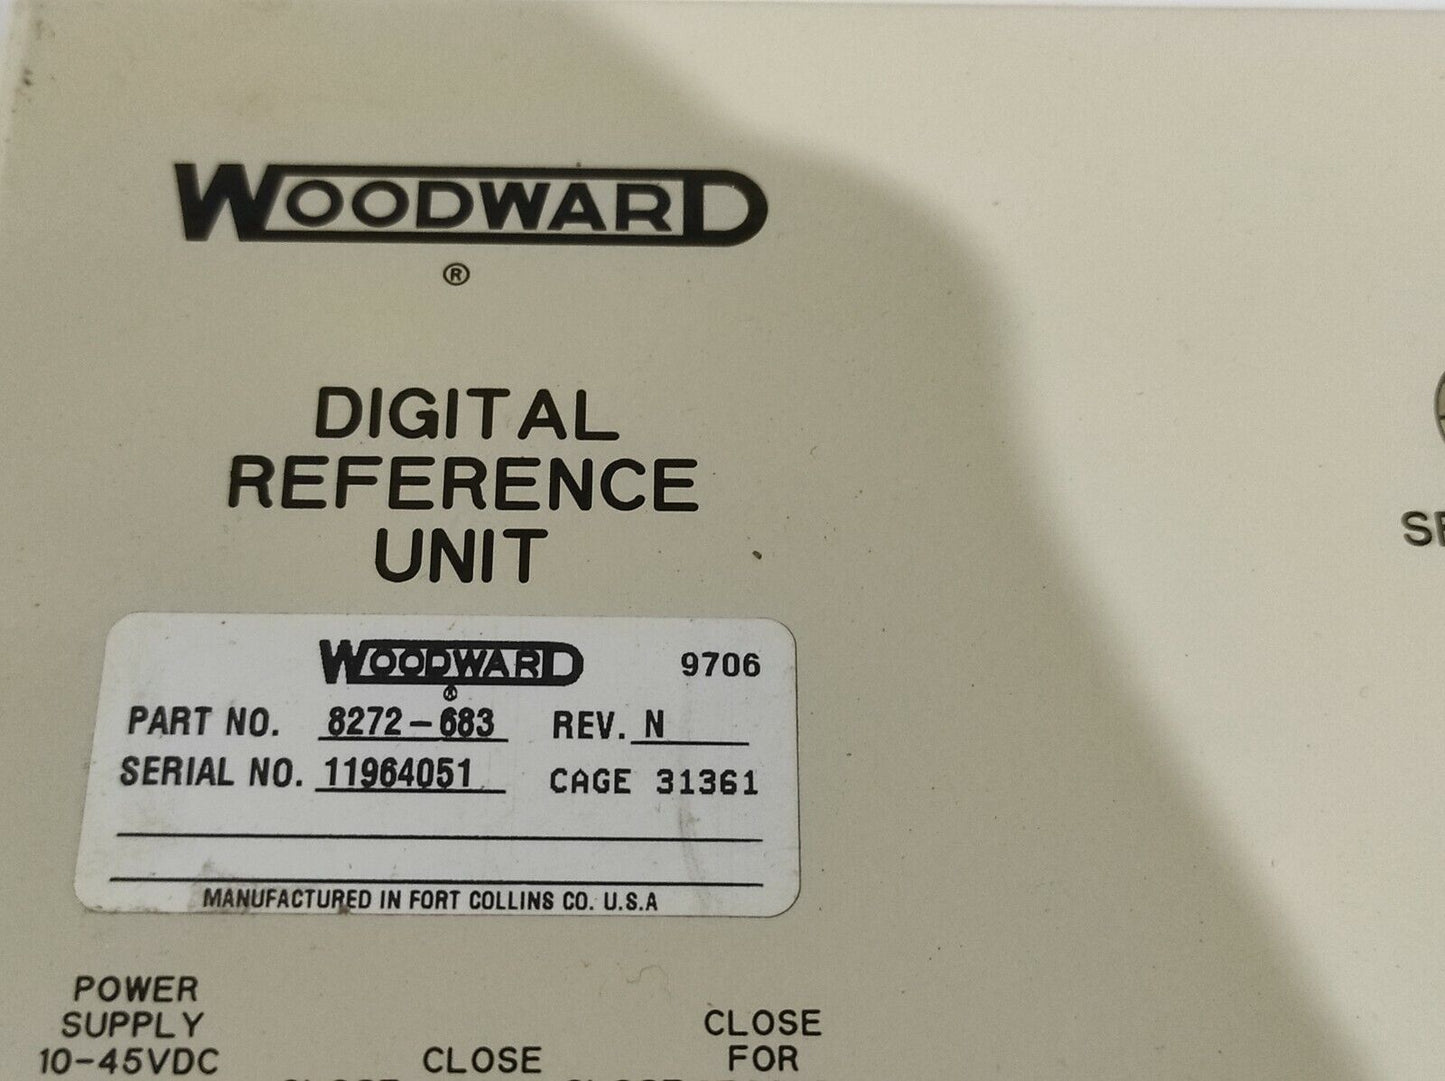 WOODWARD
®
DIGITAL
REFERENCE
UNIT
WOODWARD 9706
®
PART NO. 8272-683 REV. N
SERIAL NO. 11964051 CAGE 31361
MANUFACTURED IN FORT COLLINS CO. U.S.A
POWER
SUPPLY
10-45VDC
CLOSE
CLOSE
FOR